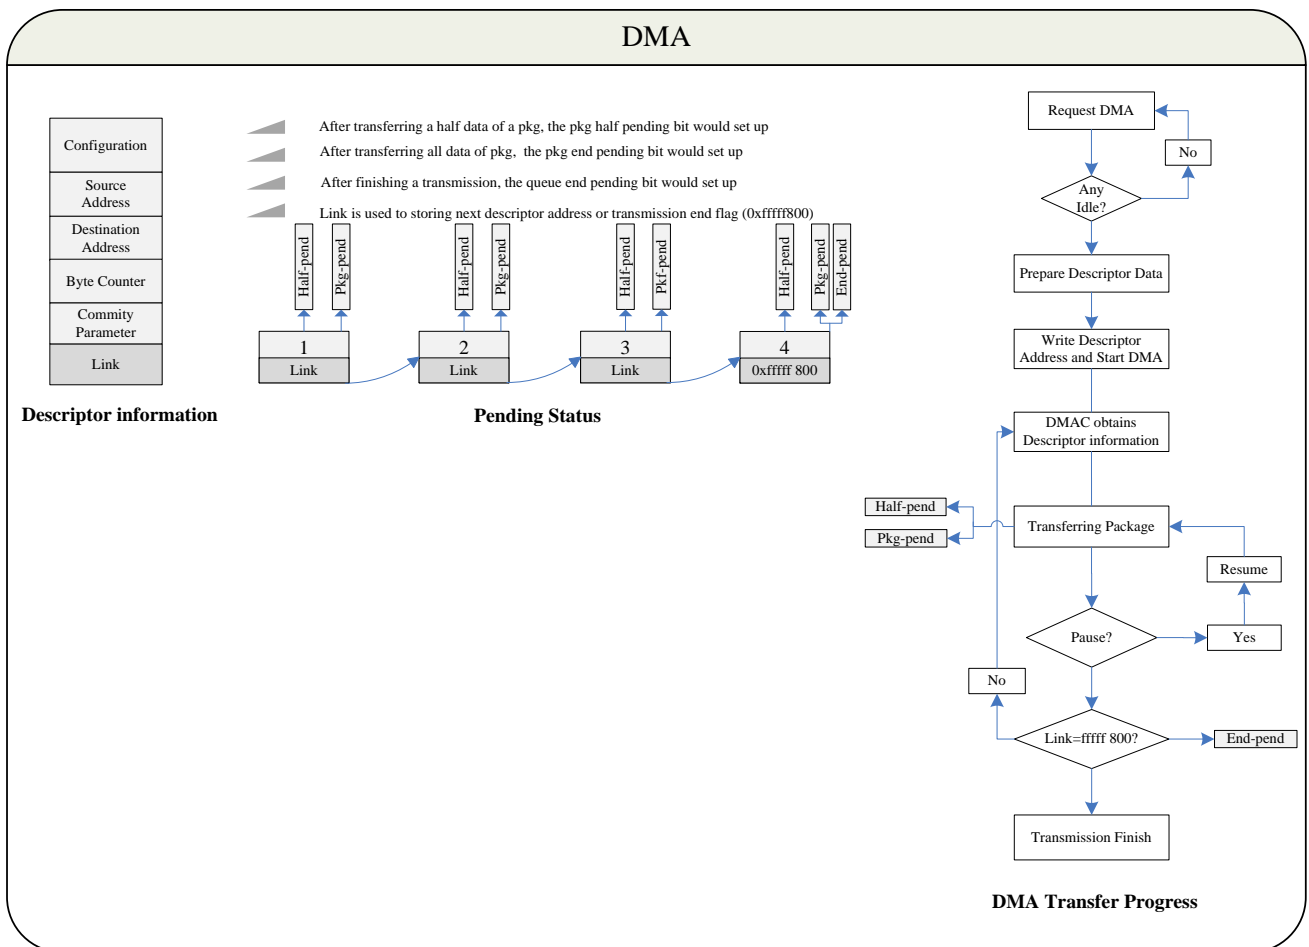 DMA
Configuration
Source
Address
Destination
Address
Byte Counter
Commity
Parameter
Link
Descriptor information
After transferring a half data of a pkg, the pkg half pending bit would set up
After transferring all data of pkg, the pkg end pending bit would set up
After finishing a transmission, the queue end pending bit would set up
Link is used to storing next descriptor address or transmission end flag (0xfffff800)
Half-pend
Pkg-pend
Half-pend
Pkg-pend
Half-pend
Pkf-pend
Half-pend
Pkg-pend
End-pend
1
Link
2
Link
3
Link
4
0xfffff 800
Pending Status
Request DMA
No
Any
Idle?
Prepare Descriptor Data
Write Descriptor
Address and Start DMA
DMAC obtains
Descriptor information
Half-pend
Pkg-pend
Transferring Package
Resume
Pause?
Yes
No
Link=fffff 800?
End-pend
Transmission Finish
DMA Transfer Progress